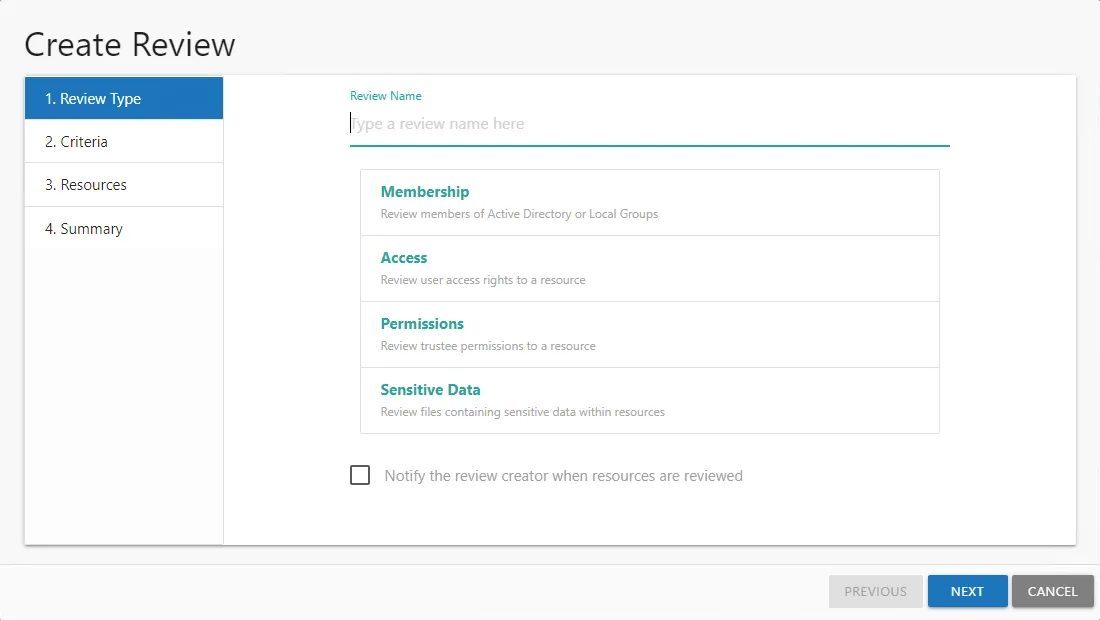 Create Review
1. Review Type
2. Criteria
3. Resources
4. Summary
Review Name
Type a review name here
Membership
Review members of Active Directory or Local Groups
Access
Review user access rights to a resource
Permissions
Review trustee permissions to a resource
Sensitive Data
Review files containing sensitive data within resources
Notify the review creator when resources are reviewed
PREVIOUS
NEXT
CANCEL